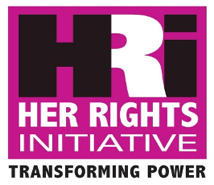 HRi
HER RIGHTS
INITIATIVE
TRANSFORMING POWER